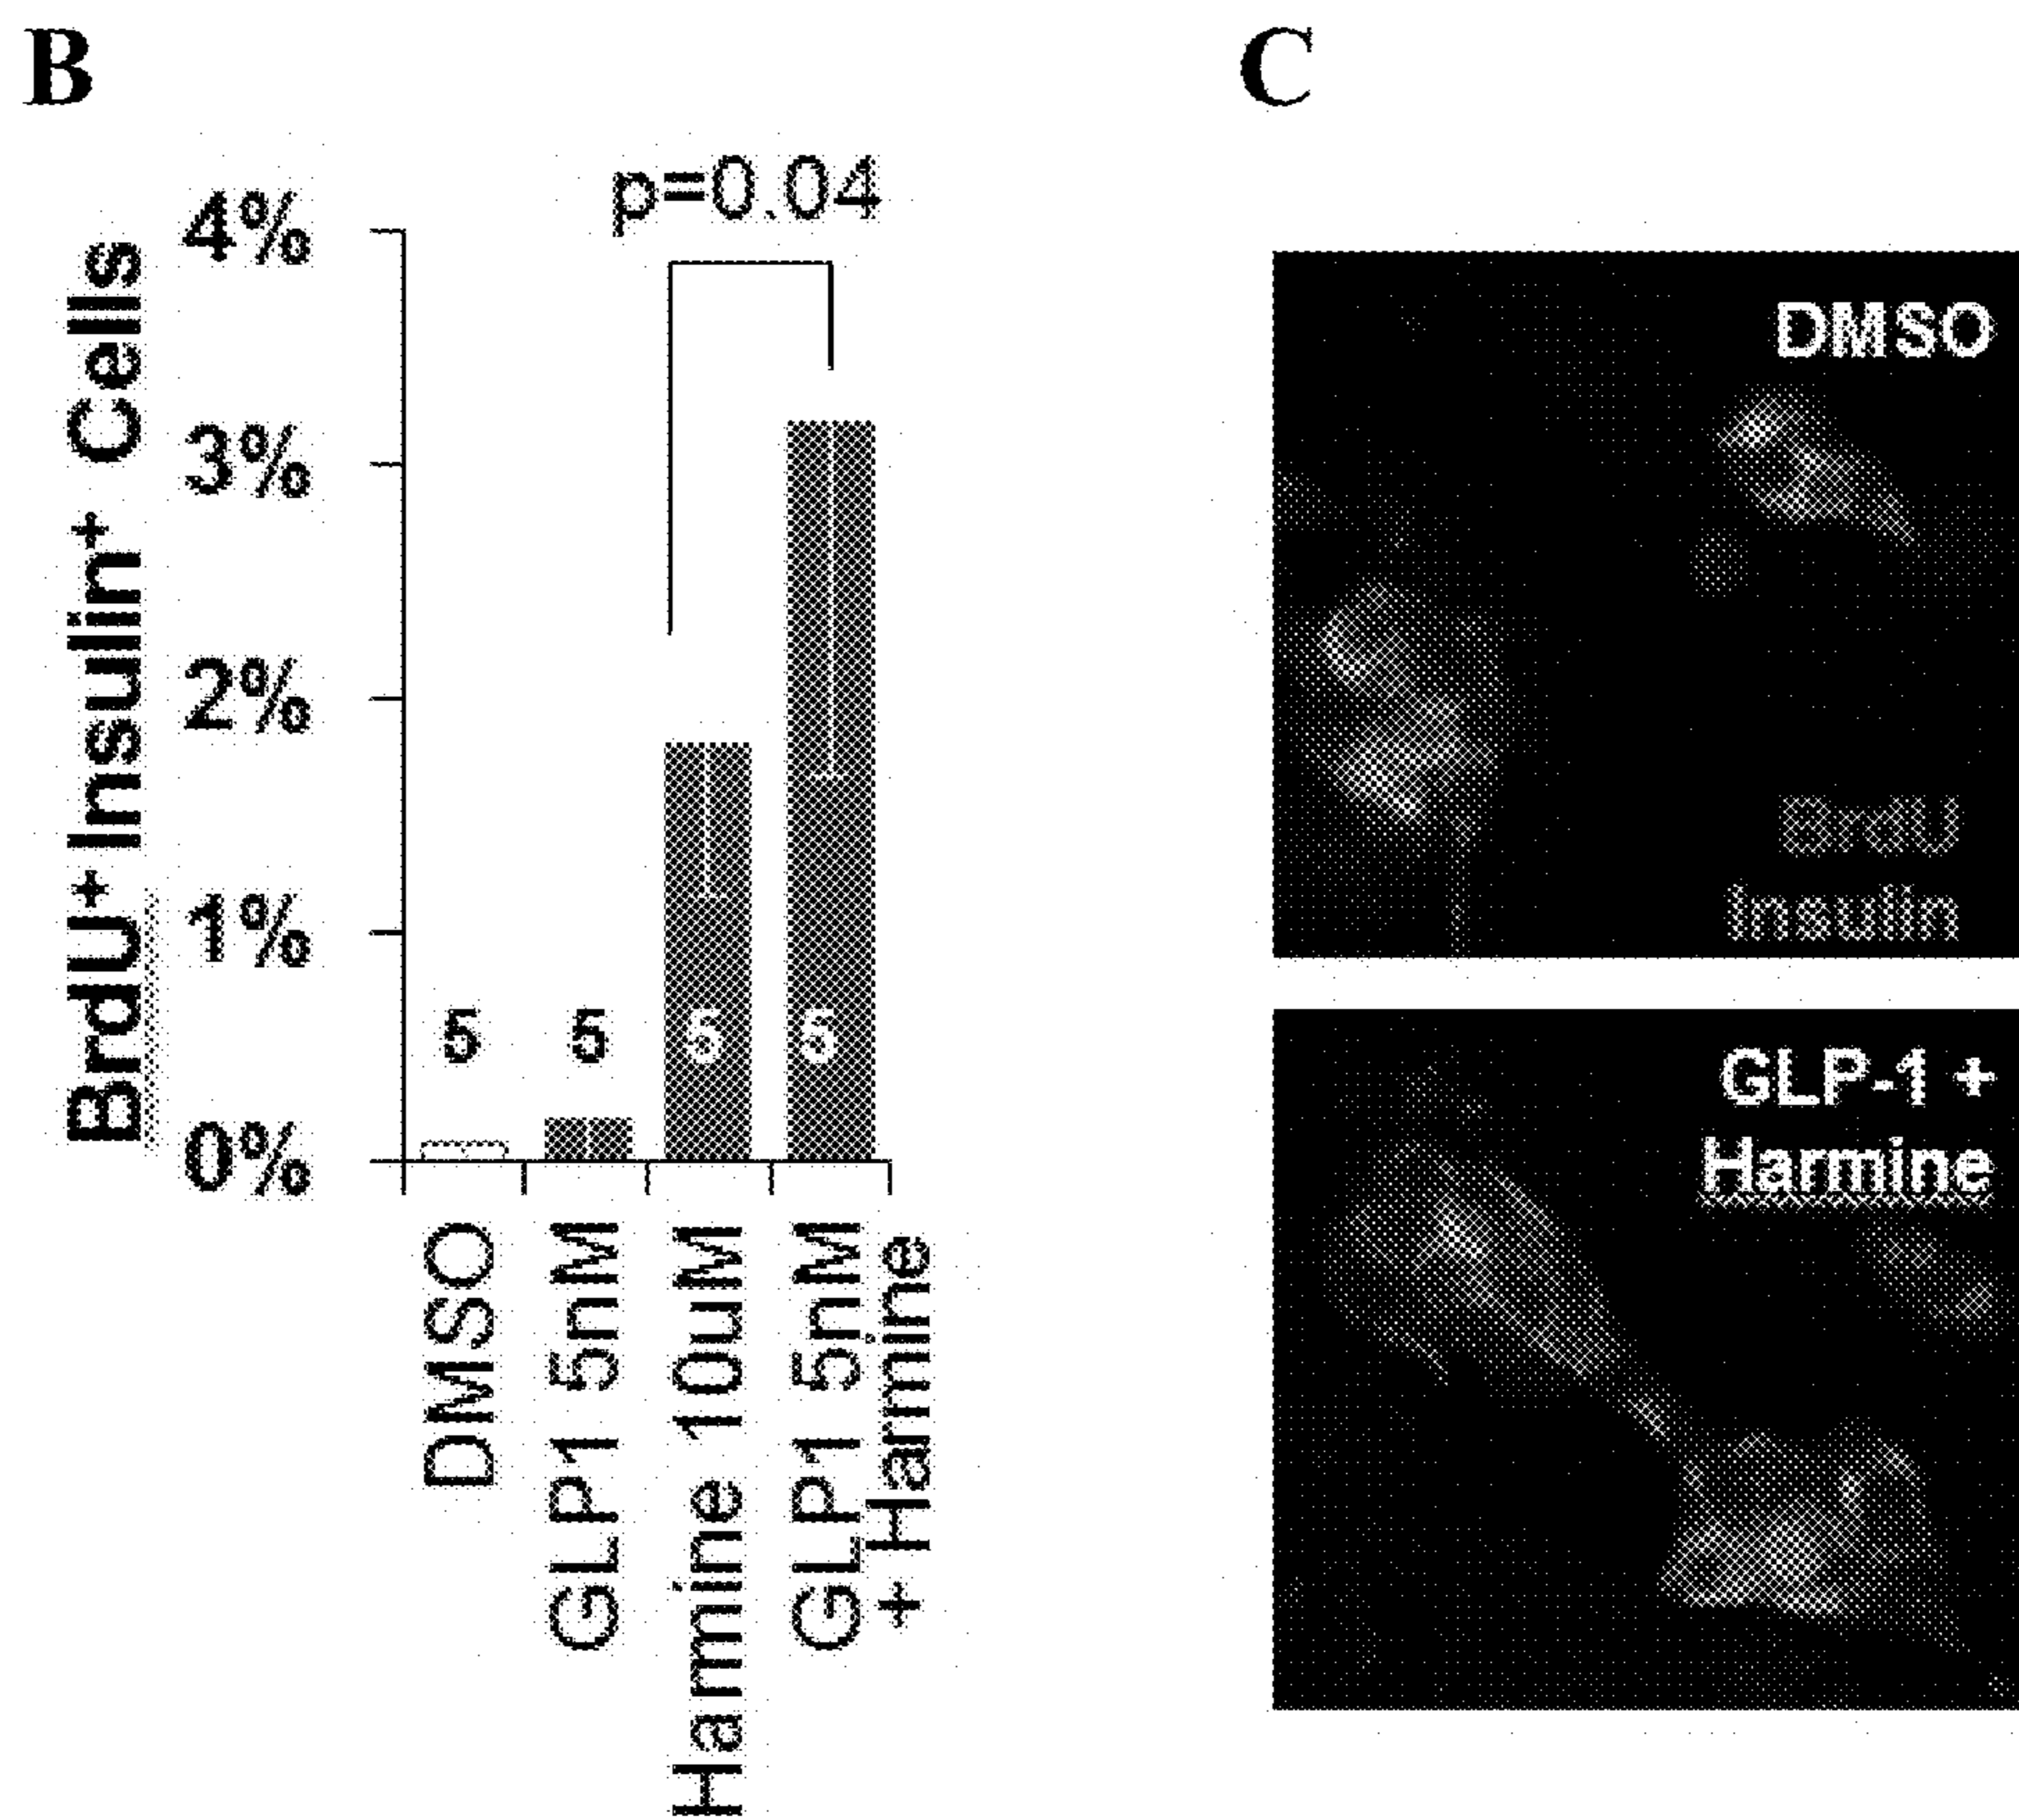 B
p=0.04
BrdU⁺Insulin⁺ Cells
4%
3%
2%
1%
0%
5
5
5
5
DMSO
GLP1 5nM
Harmine 10uM
GLP1 5nM
+ Harmine
C
DMSO
BrdU
Insulin
GLP-1 +
Harmine